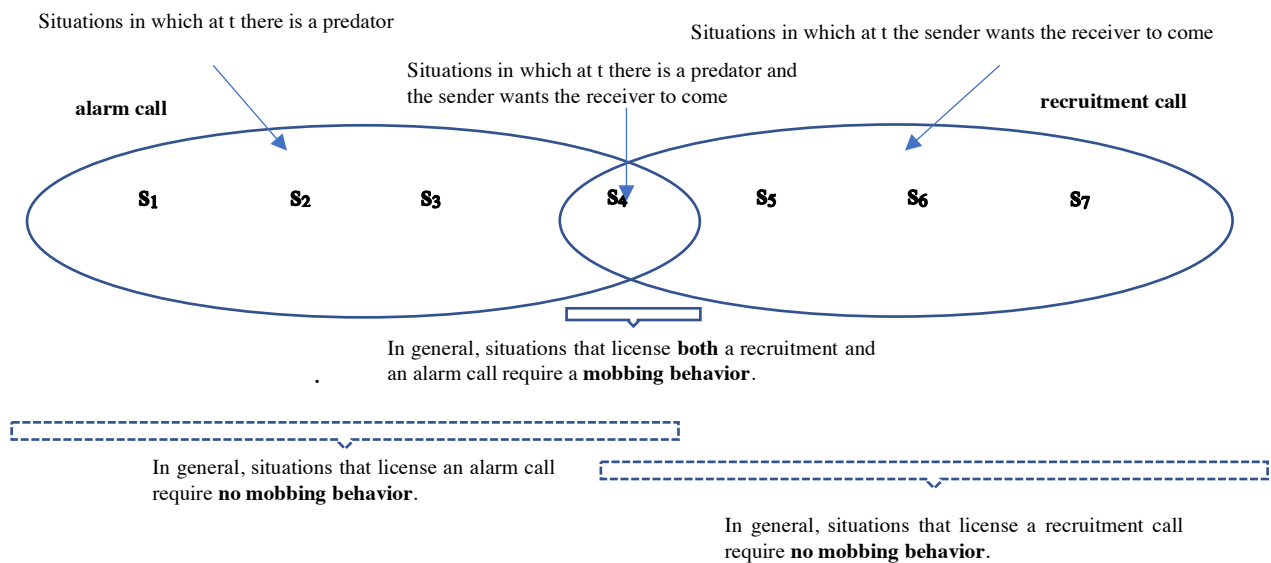 Situations in which at t there is a predator
Situations in which at t the sender wants the receiver to come
Situations in which at t there is a predator and
the sender wants the receiver to come
alarm call
recruitment call
S1 S2 S3 S4 S5 S6 S7
In general, situations that license both a recruitment and
an alarm call require a mobbing behavior.
.
In general, situations that license an alarm call
require no mobbing behavior.
In general, situations that license a recruitment call
require no mobbing behavior.